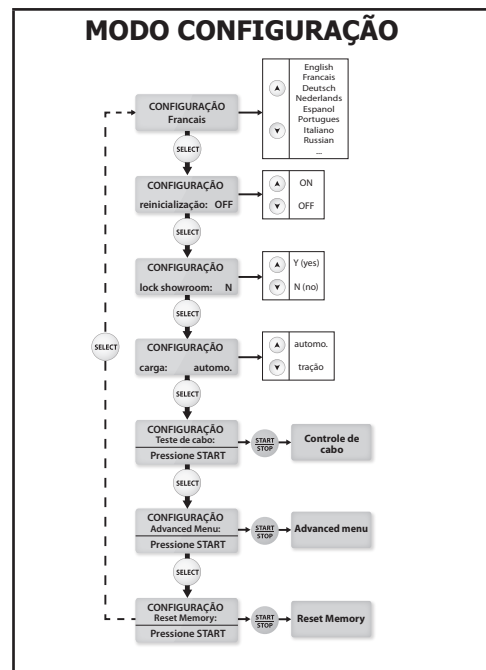 MODO CONFIGURAÇÃO
English
Francais
Deutsch
Nederlands
Espanol
Portugues
Italiano
Russian
...
CONFIGURAÇÃO
Francais
SELECT
CONFIGURAÇÃO
reinicialização: OFF
ON
OFF
SELECT
CONFIGURAÇÃO
lock showroom: N
Y (yes)
N (no)
SELECT
SELECT
CONFIGURAÇÃO
carga: automo.
automo.
tração
SELECT
CONFIGURAÇÃO
Teste de cabo:
Pressione START
START
STOP
Controle de
cabo
SELECT
CONFIGURAÇÃO
Advanced Menu:
Pressione START
START
STOP
Advanced menu
SELECT
CONFIGURAÇÃO
Reset Memory:
Pressione START
START
STOP
Reset Memory